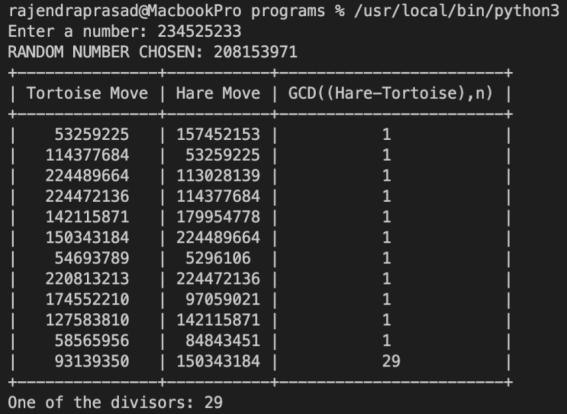 rajendraprasad@MacbookPro programs % /usr/local/bin/python3
Enter a number: 234525233
RANDOM NUMBER CHOSEN: 208153971
+----------------+------------+--------------------------+
| Tortoise Move | Hare Move | GCD((Hare-Tortoise),n) |
+----------------+------------+--------------------------+
| 53259225 | 157452153 | 1 |
| 114377684 | 53259225 | 1 |
| 224489664 | 113028139 | 1 |
| 224472136 | 114377684 | 1 |
| 142115871 | 179954778 | 1 |
| 150343184 | 224489664 | 1 |
| 54693789 | 5296106 | 1 |
| 220813213 | 224472136 | 1 |
| 174552210 | 97059021 | 1 |
| 127583810 | 142115871 | 1 |
| 58565956 | 84843451 | 1 |
| 93139350 | 150343184 | 29 |
+----------------+------------+--------------------------+
One of the divisors: 29